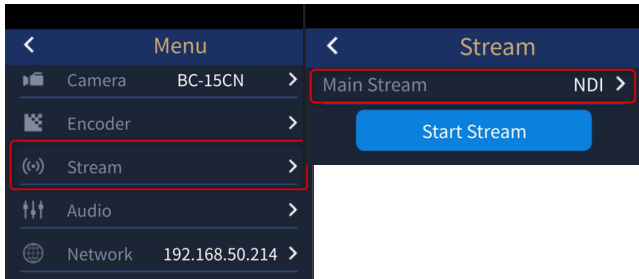 Menu
Camera BC-15CN
Encoder
Stream
Audio
Network 192.168.50.214
Stream
Main Stream NDI
Start Stream